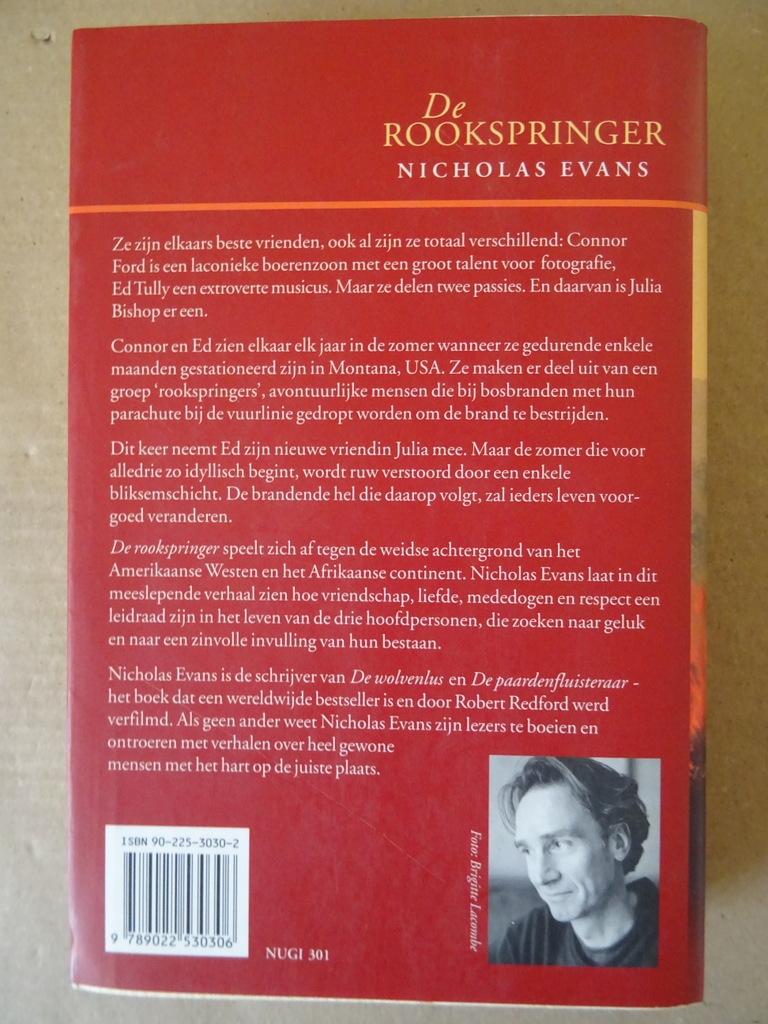 De
ROOKSPRINGER
NICHOLAS EVANS
Ze zijn elkaars beste vrienden, ook al zijn ze totaal verschillend: Connor
Ford is een laconieke boerenzoon met een groot talent voor fotografie,
Ed Tully een extroverte musicus. Maar ze delen twee passies. En daarvan is Julia
Bishop er een.
Connor en Ed zien elkaar elk jaar in de zomer wanneer ze gedurende enkele
maanden gestationeerd zijn in Montana, USA. Ze maken er deel uit van een
groep ‘rookspringers’, avontuurlijke mensen die bij bosbranden met hun
parachute bij de vuurlinie gedropt worden om de brand te bestrijden.
Dit keer neemt Ed zijn nieuwe vriendin Julia mee. Maar de zomer die voor
alledrie zo idyllisch begint, wordt ruw verstoord door een enkele
bliksemschicht. De brandende hel die daarop volgt, zal ieders leven voor-
goed veranderen.
De rookspringer speelt zich af tegen de weidse achtergrond van het
Amerikaanse Westen en het Afrikaanse continent. Nicholas Evans laat in dit
meeslepende verhaal zien hoe vriendschap, liefde, mededogen en respect een
leidraad zijn in het leven van de drie hoofdpersonen, die zoeken naar geluk
en naar een zinvolle invulling van hun bestaan.
Nicholas Evans is de schrijver van De wolvenlus en De paardenfluisteraar -
het boek dat een wereldwijde bestseller is en door Robert Redford werd
verfilmd. Als geen ander weet Nicholas Evans zijn lezers te boeien en
ontroeren met verhalen over heel gewone
mensen met het hart op de juiste plaats.
Foto: Brigitte Lacombe
ISBN 90-225-3030-2
9 789022 530306
NUGI 301